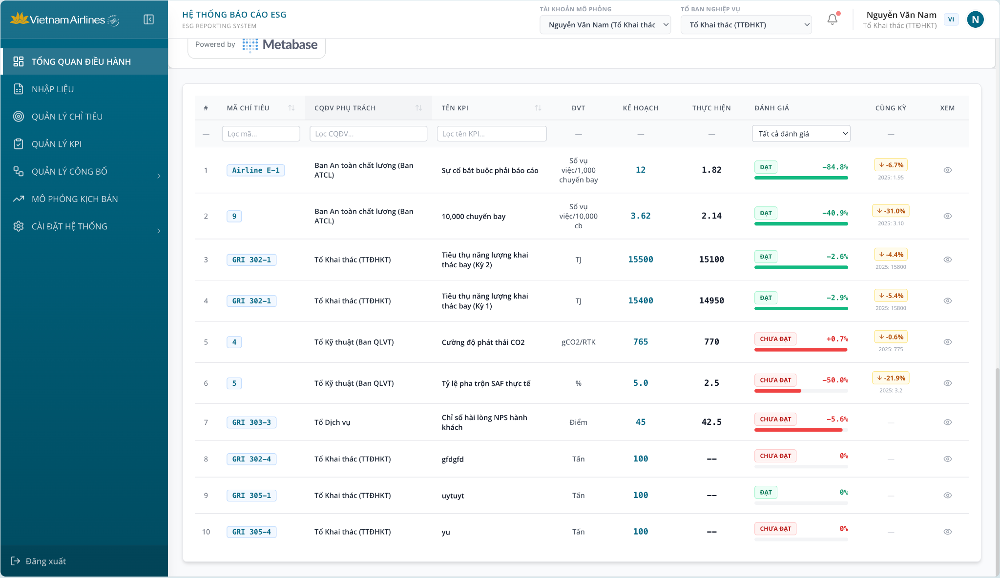 Vietnam Airlines
HỆ THỐNG BÁO CÁO ESG
ESG REPORTING SYSTEM
TÀI KHOẢN MÔ PHỎNG
Nguyễn Văn Nam (Tổ Khai thác
TỔ BAN NGHIỆP VỤ
Tổ Khai thác (TTĐHKT)
Nguyễn Văn Nam
Tổ Khai thác (TTĐHKT)
VI
N
TỔNG QUAN ĐIỀU HÀNH
NHẬP LIỆU
QUẢN LÝ CHỈ TIÊU
QUẢN LÝ KPI
QUẢN LÝ CÔNG BỐ
MÔ PHỎNG KỊCH BẢN
CÀI ĐẶT HỆ THỐNG
Đăng xuất
Powered by Metabase
# MÃ CHỈ TIÊU CQĐV PHỤ TRÁCH TÊN KPI ĐVT KẾ HOẠCH THỰC HIỆN ĐÁNH GIÁ CÙNG KỲ XEM
— Lọc mã... Lọc CQĐV... Lọc tên KPI... — — — Tất cả đánh giá —
1 Airline E-1 Ban An toàn chất lượng (Ban ATCL) Sự cố bắt buộc phải báo cáo Số vụ việc/1,000 chuyến bay 12 1.82 ĐẠT -84.8% ↓ -6.7% 2025: 1.95
2 9 Ban An toàn chất lượng (Ban ATCL) 10,000 chuyến bay Số vụ việc/10,000 cb 3.62 2.14 ĐẠT -40.9% ↓ -31.0% 2025: 3.10
3 GRI 302-1 Tổ Khai thác (TTĐHKT) Tiêu thụ năng lượng khai thác bay (Kỳ 2) TJ 15500 15100 ĐẠT -2.6% ↓ -4.4% 2025: 15800
4 GRI 302-1 Tổ Khai thác (TTĐHKT) Tiêu thụ năng lượng khai thác bay (Kỳ 1) TJ 15400 14950 ĐẠT -2.9% ↓ -5.4% 2025: 15800
5 4 Tổ Kỹ thuật (Ban QLVT) Cường độ phát thải CO2 gCO2/RTK 765 770 CHƯA ĐẠT +0.7% ↓ -0.6% 2025: 775
6 5 Tổ Kỹ thuật (Ban QLVT) Tỷ lệ pha trộn SAF thực tế % 5.0 2.5 CHƯA ĐẠT -50.0% ↓ -21.9% 2025: 3.2
7 GRI 303-3 Tổ Dịch vụ Chỉ số hài lòng NPS hành khách Điểm 45 42.5 CHƯA ĐẠT -5.6% —
8 GRI 302-4 Tổ Khai thác (TTĐHKT) gfdgfd Tấn 100 -- CHƯA ĐẠT 0% —
9 GRI 305-1 Tổ Khai thác (TTĐHKT) uytuyt Tấn 100 -- ĐẠT 0% —
10 GRI 305-4 Tổ Khai thác (TTĐHKT) yu Tấn 100 -- CHƯA ĐẠT 0% —